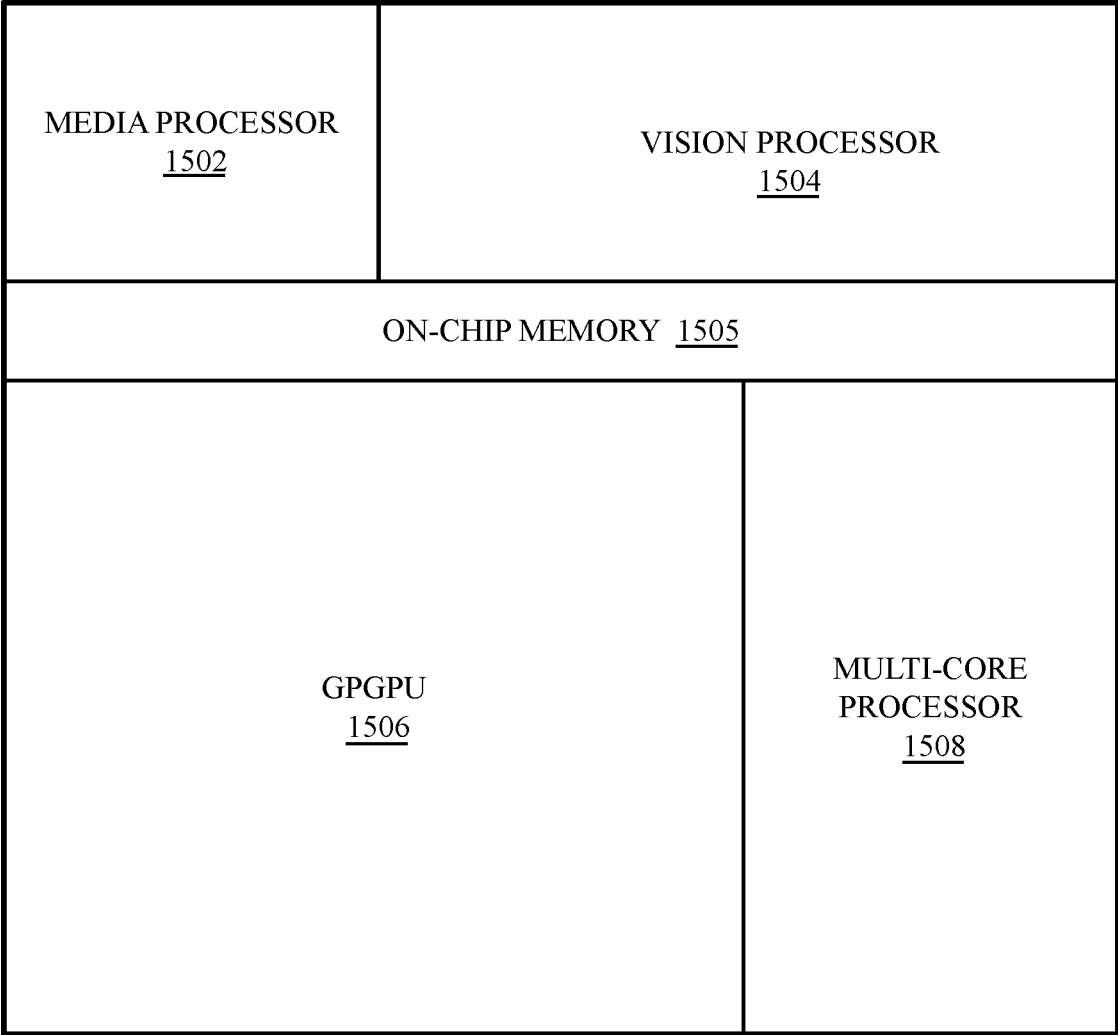 MEDIA PROCESSOR
1502
VISION PROCESSOR
1504
ON-CHIP MEMORY 1505
GPGPU
1506
MULTI-CORE
PROCESSOR
1508